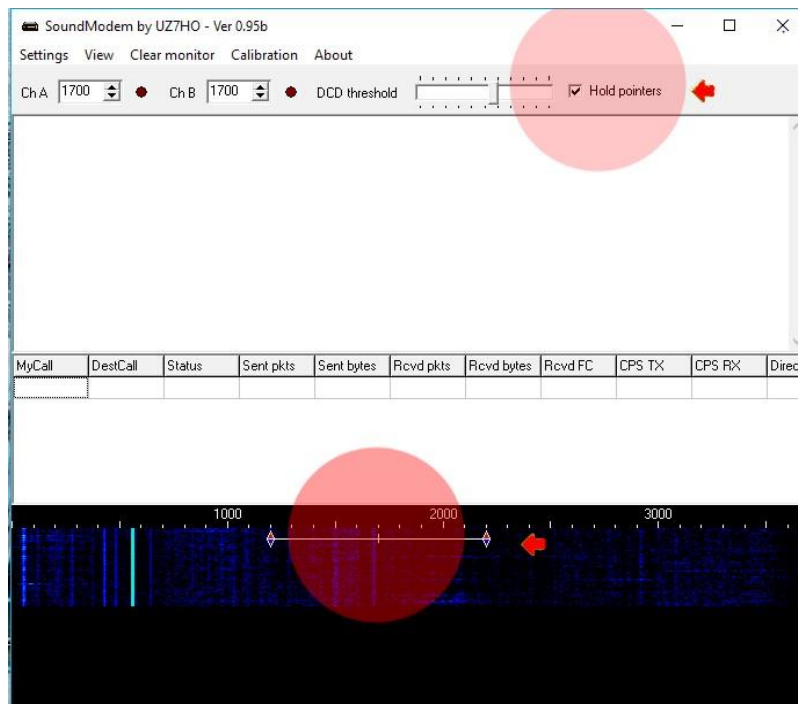 SoundModem by UZ7HO - Ver 0.95b
Settings View Clear monitor Calibration About
Ch A 1700 Ch B 1700 DCD threshold Hold pointers
MyCall DestCall Status Sent pkts Sent bytes Rcvd pkts Rcvd bytes Rcvd FC CPS TX CPS RX Direc
1000 2000 3000